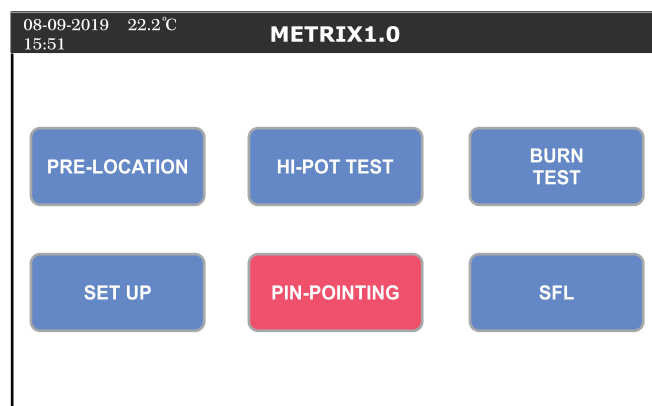 08-09-2019 22.2°C
15:51
METRIX1.0
PRE-LOCATION
HI-POT TEST
BURN
TEST
SET UP
PIN-POINTING
SFL